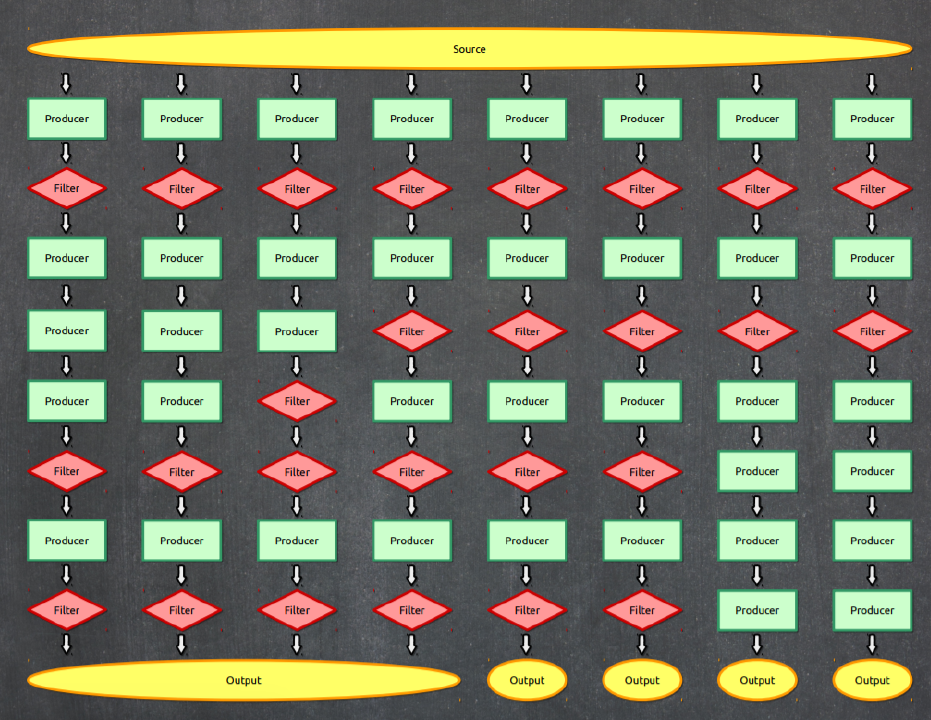 Source
Producer Producer Producer Producer Producer Producer Producer Producer
Filter Filter Filter Filter Filter Filter Filter Filter
Producer Producer Producer Producer Producer Producer Producer Producer
Producer Producer Producer Filter Filter Filter Filter Filter
Producer Producer Filter Producer Producer Producer Producer Producer
Filter Filter Filter Filter Filter Filter Producer Producer
Producer Producer Producer Producer Producer Producer Producer Producer
Filter Filter Filter Filter Filter Filter Producer Producer
Output Output Output Output Output